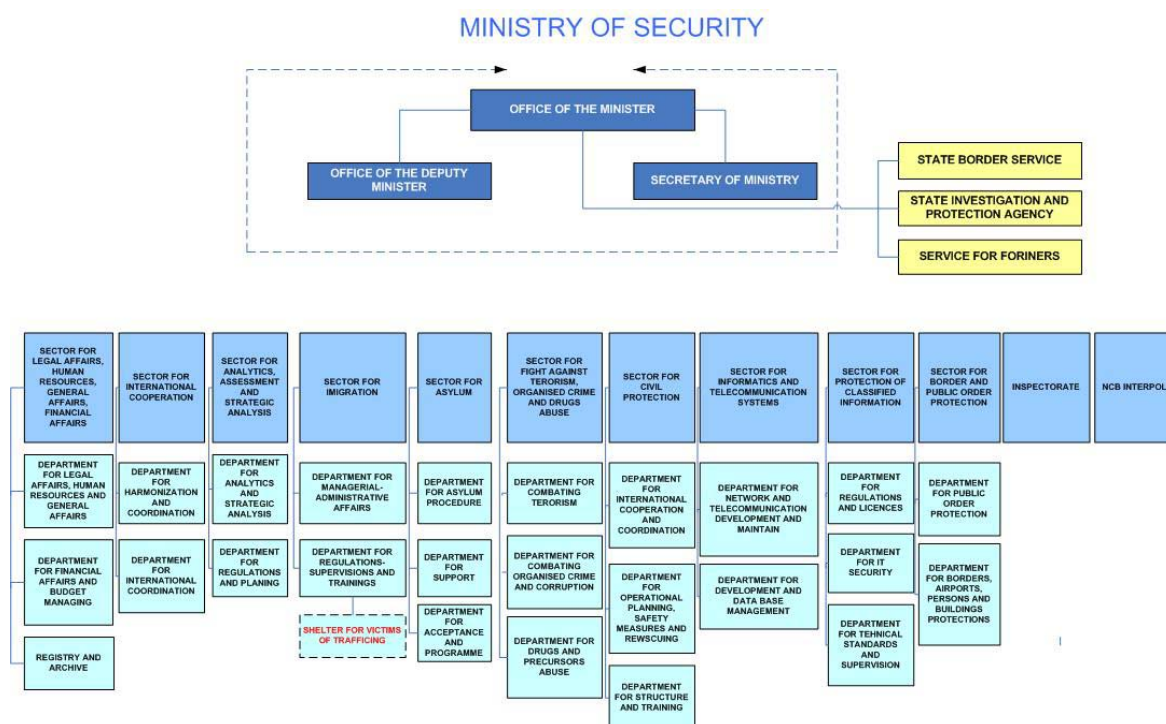 MINISTRY OF SECURITY
OFFICE OF THE MINISTER
OFFICE OF THE DEPUTY
MINISTER
SECRETARY OF MINISTRY
STATE BORDER SERVICE
STATE INVESTIGATION AND
PROTECTION AGENCY
SERVICE FOR FORINERS
SECTOR FOR
LEGAL AFFAIRS,
HUMAN
RESOURCES,
GENERAL
AFFAIRS,
FINANCIAL
AFFAIRS
SECTOR FOR
INTERNATIONAL
COOPERATION
SECTOR FOR
ANALYTICS,
ASSESSMENT
AND
STRATEGIC
ANALYSIS
SECTOR FOR
IMIGRATION
SECTOR FOR
ASYLUM
SECTOR FOR
FIGHT AGAINST
TERORISM,
ORGANISED CRIME
AND DRUGS
ABUSE
SECTOR FOR
CIVIL
PROTECTION
SECTOR FOR
INFORMATICS AND
TELECOMMUNICATION
SYSTEMS
SECTOR FOR
PROTECTION OF
CLASSIFIED
INFORMATION
SECTOR FOR
BORDER AND
PUBLIC ORDER
PROTECTION
INSPECTORATE
NCB INTERPOL
DEPARTMENT
FOR LEGAL
AFFAIRS, HUMAN
RESOURCES AND
GENERAL
AFFAIRS
DEPARTMENT
FOR
HARMONIZATION
AND
COORDINATION
DEPARTMENT
FOR
ANALYTICS
AND
STRATEGIC
ANALYSIS
DEPARTMENT FOR
MANAGERIAL-
ADMINISTRATIVE
AFFAIRS
DEPARTMENT
FOR ASYLUM
PROCEDURE
DEPARTMENT
FOR
COMBATING
TERORISM
DEPARTMENT
FOR
INTERNATIONAL
COOPERATION
AND
COORDINATION
DEPARTMENT FOR
NETWORK AND
TELECOMMUNICATION
DEVELOPMENT AND
MAINTAIN
DEPARTMENT
FOR
REGULATIONS
AND LICENCES
DEPARTMENT
FOR PUBLIC
ORDER
PROTECTION
DEPARTMENT
FOR FINANCIAL
AFFAIRS AND
BUDGET
MANAGING
DEPARTMENT
FOR
INTERNATIONAL
COORDINATION
DEPARTMENT
FOR
REGULATIONS
AND PLANING
DEPARTMENT FOR
REGULATIONS-
SUPERVISIONS AND
TRAININGS
DEPARTMENT
FOR
SUPPORT
DEPARTMENT FOR
COMBATING
ORGANISED CRIME
AND CORRUPTION
DEPARTMENT
FOR
OPERATIONAL
PLANNING,
SAFETY
MEASURES AND
REWSCUING
DEPARTMENT FOR
DEVELOPMENT AND
DATA BASE
MANAGEMENT
DEPARTMENT
FOR IT
SECURITY
DEPARTMENT
FOR BORDERS,
AIRPORTS,
PERSONS AND
BUILDINGS
PROTECTIONS
REGISTRY AND
ARCHIVE
SHELTER FOR VICTIMS
OF TRAFFICING
DEPARTMENT
FOR
ACCEPTANCE
AND
PROGRAMME
DEPARTMENT FOR
DRUGS AND
PRECURSORS
ABUSE
DEPARTMENT
FOR STRUCTURE
AND TRAINING
DEPARTMENT
FOR TEHNICAL
STANDARDS
AND
SUPERVISION